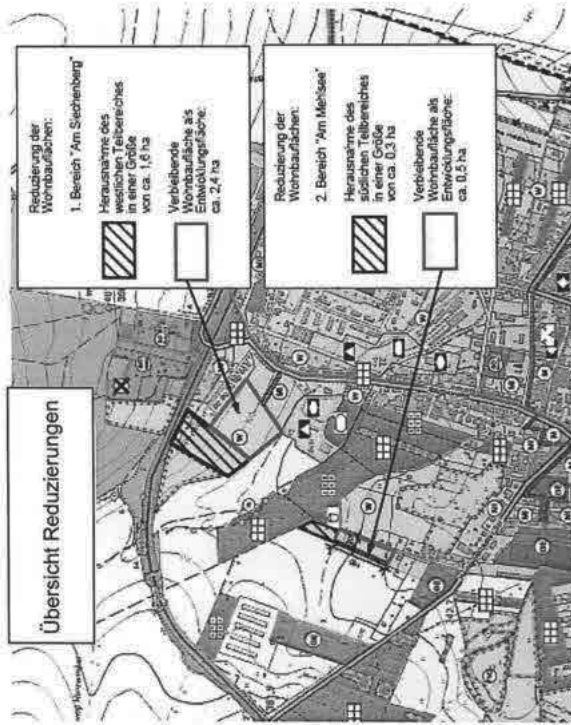 Übersicht Reduzierungen
Reduzierung der
Wohnbauflächen:
1. Bereich "Am Siechenberg"
Herausnahme des
westlichen Teilbereiches
in einer Größe
von ca. 1,6 ha
Verbleibende
Wohnbaufläche als
Entwicklungsfläche:
ca. 2,4 ha
Reduzierung der
Wohnbauflächen:
2. Bereich "Am Mehlsee"
Herausnahme des
südlichen Teilbereiches
in einer Größe
von ca. 0,3 ha
Verbleibende
Wohnbaufläche als
Entwicklungsfläche:
ca. 0,5 ha